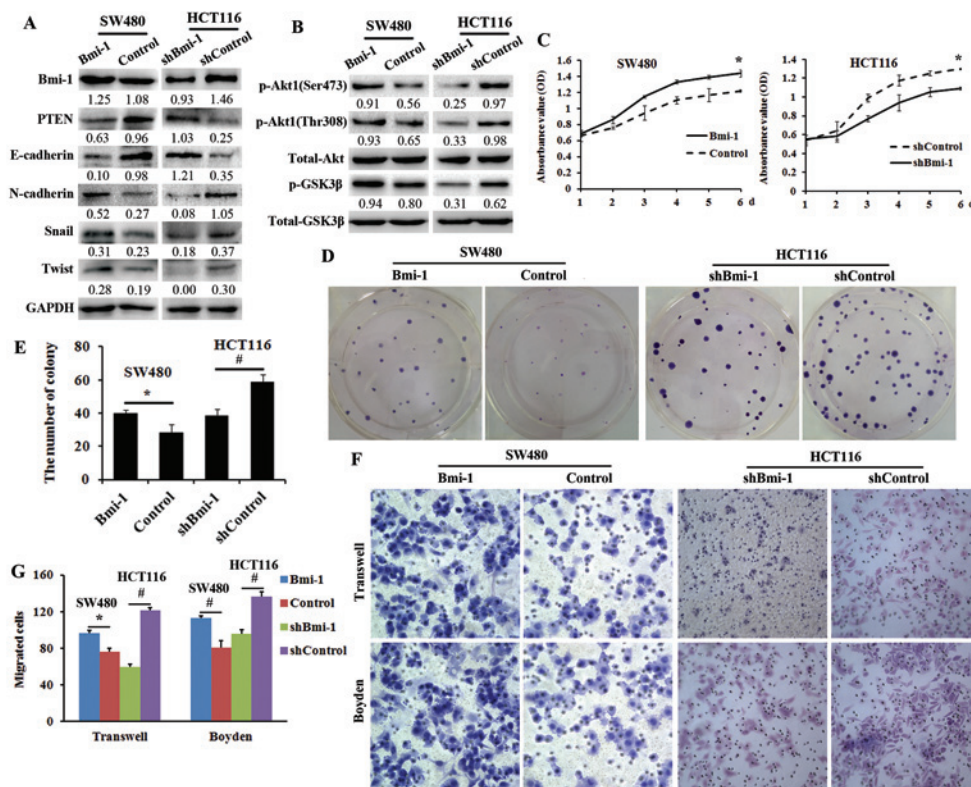 A
SW480
HCT116
Bmi-1
Control
shBmi-1
shControl
Bmi-1
1.25 1.08 0.93 1.46
PTEN
0.63 0.96 1.03 0.25
E-cadherin
0.10 0.98 1.21 0.35
N-cadherin
0.52 0.27 0.08 1.05
Snail
0.31 0.23 0.18 0.37
Twist
0.28 0.19 0.00 0.30
GAPDH
B
SW480
HCT116
Bmi-1
Control
shBmi-1
shControl
p-Akt1(Ser473)
0.91 0.56 0.25 0.97
p-Akt1(Thr308)
0.93 0.65 0.33 0.98
Total-Akt
p-GSK3β
0.94 0.80 0.31 0.62
Total-GSK3β
C
Absorbance value (OD)
1.6
1.4
1.2
1
0.8
0.6
0.4
0.2
0
SW480
*
Bmi-1
Control
1 2 3 4 5 6 d
Absorbance value (OD)
1.4
1.2
1
0.8
0.6
0.4
0.2
0
HCT116
*
shControl
shBmi-1
1 2 3 4 5 6 d
D
SW480
Bmi-1 Control
HCT116
shBmi-1 shControl
E
The number of colony
80
60
40
20
0
SW480
*
HCT116
#
Bmi-1
Control
shBmi-1
shControl
F
SW480
Bmi-1 Control
HCT116
shBmi-1 shControl
Transwell
Boyden
G
Migrated cells
160
120
80
40
0
SW480
*
HCT116
#
SW480
#
HCT116
#
Transwell Boyden
Bmi-1
Control
shBmi-1
shControl